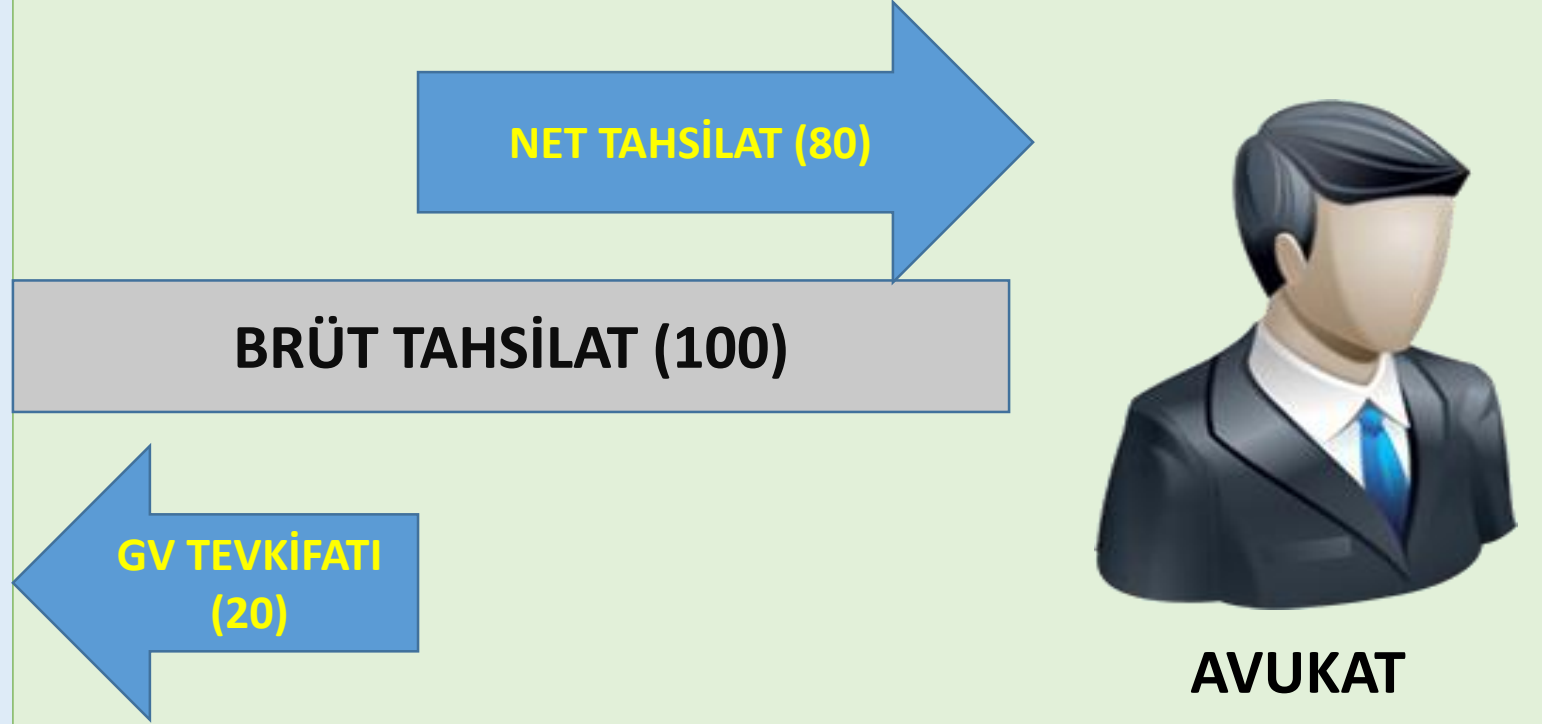 NET TAHSİLAT (80)
BRÜT TAHSİLAT (100)
GV TEVKİFATI
(20)
AVUKAT